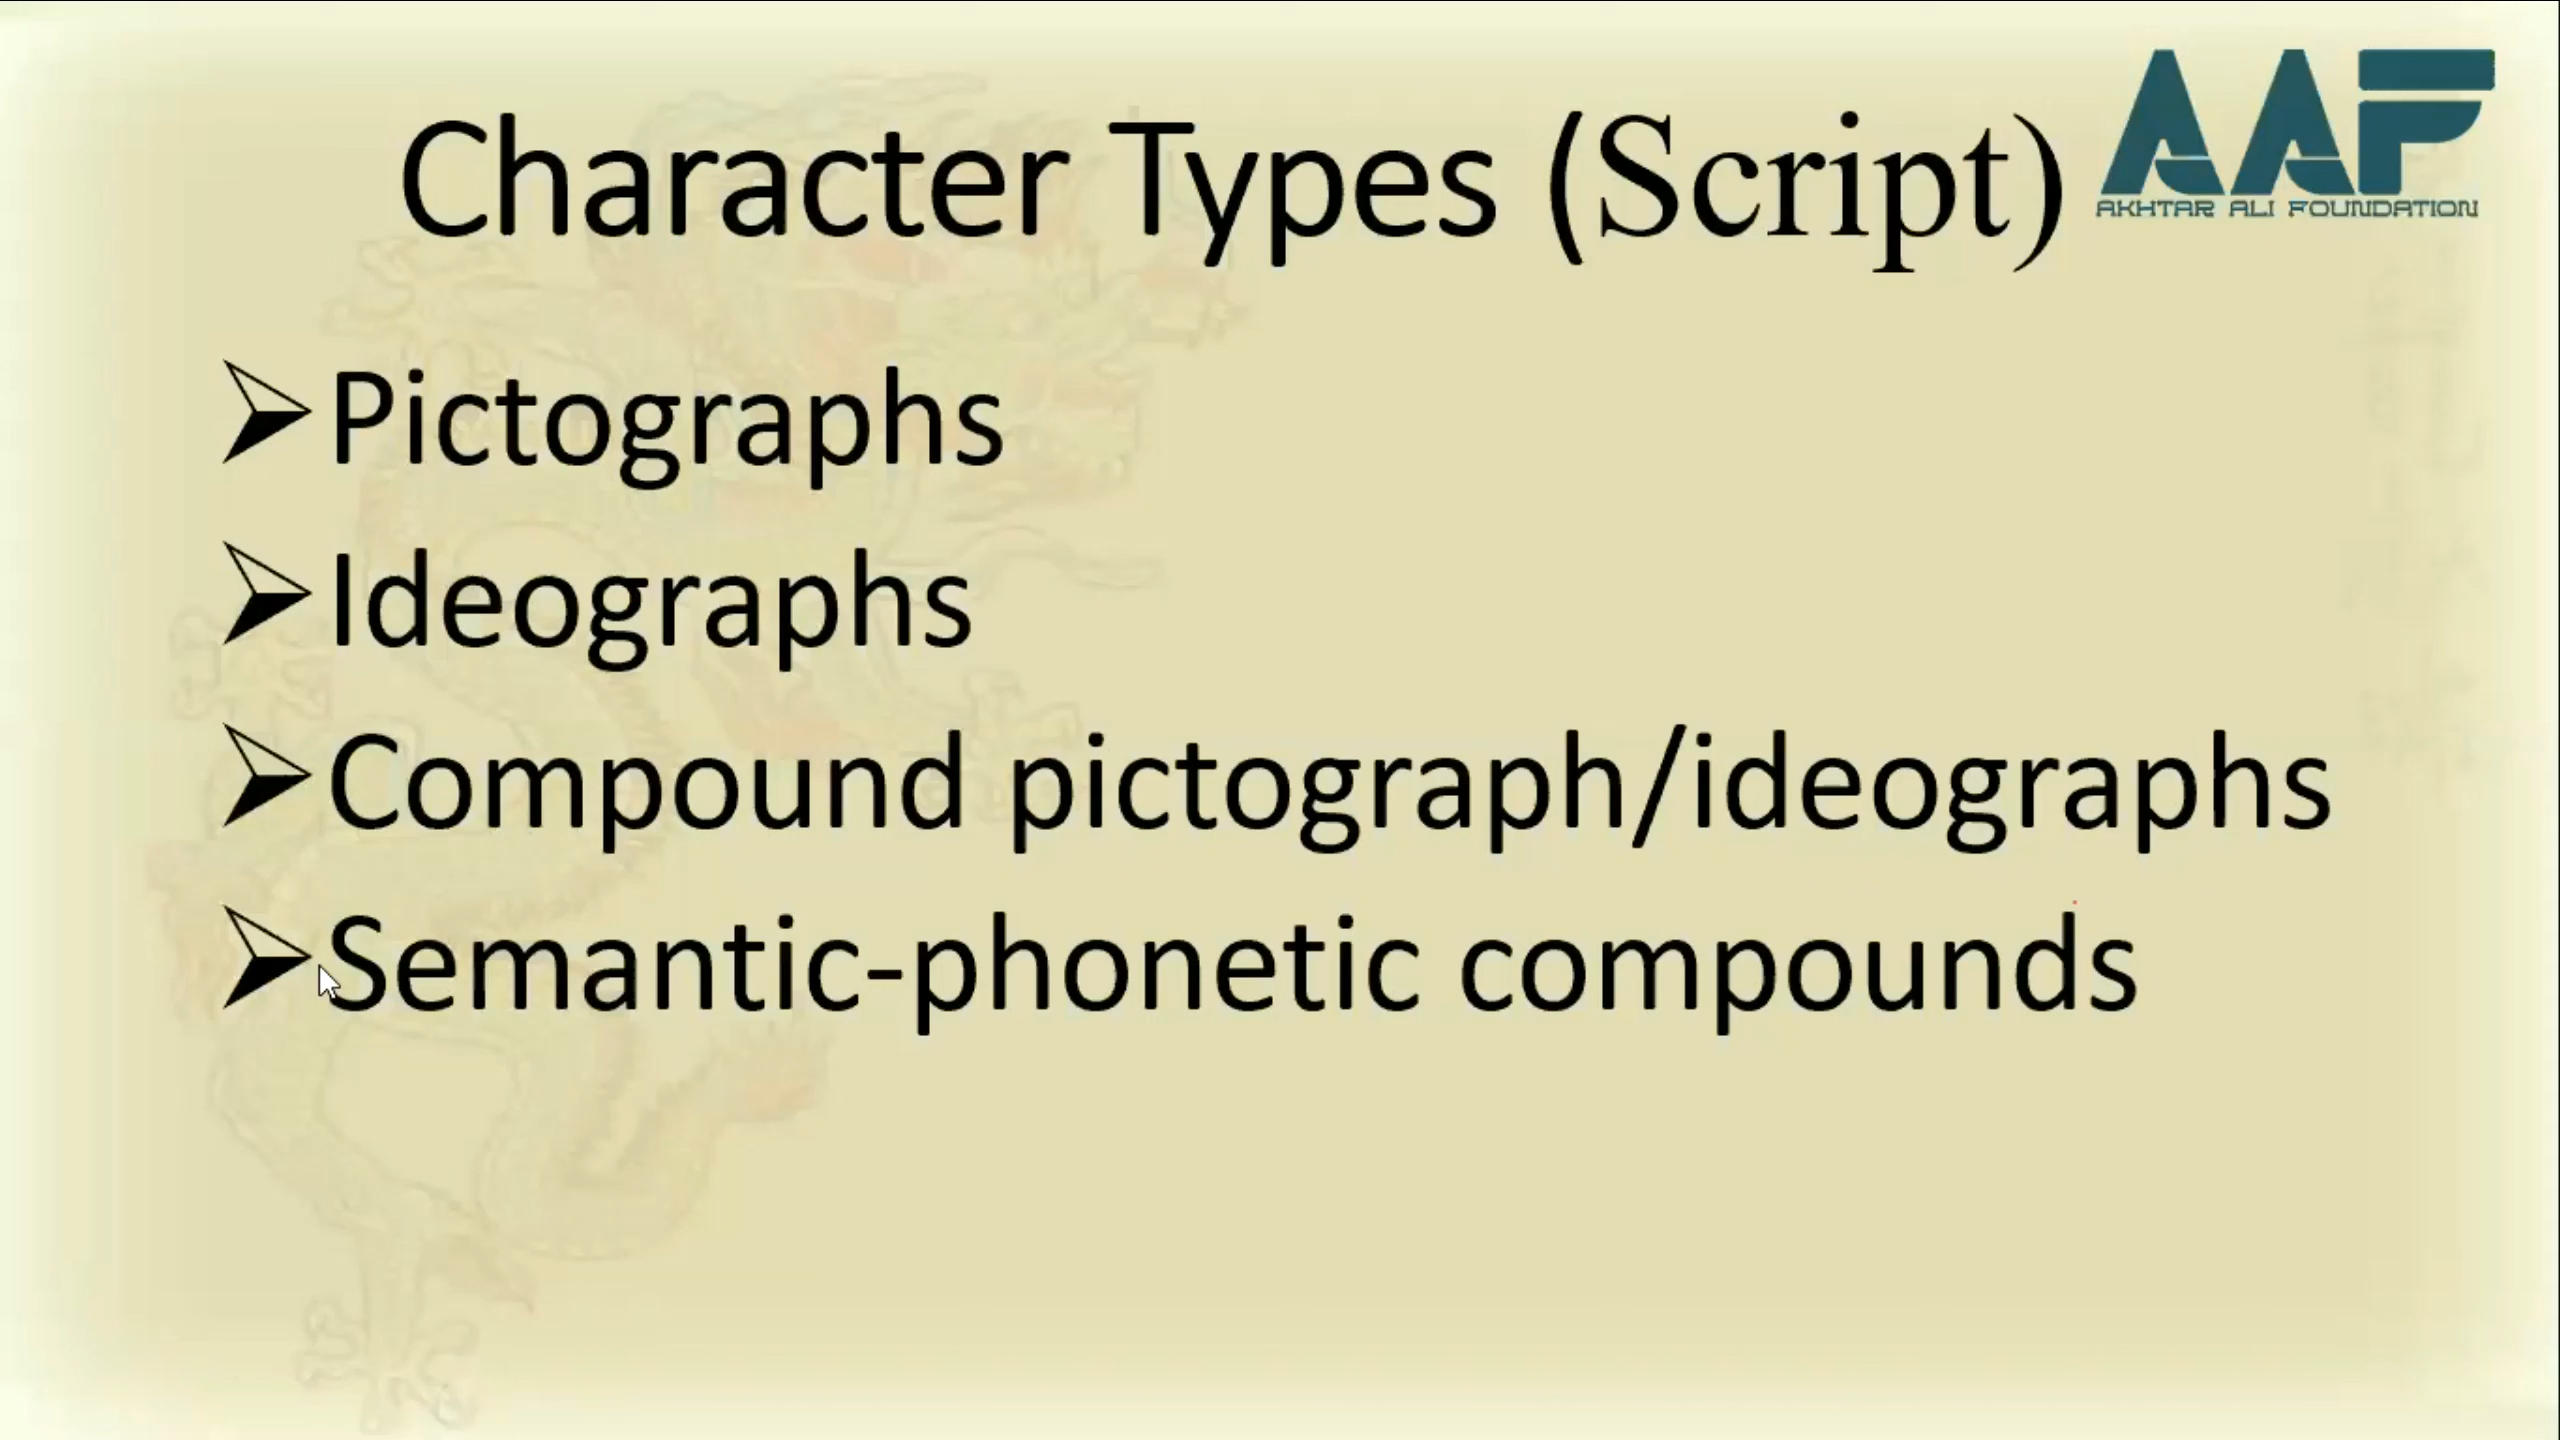 Character Types (Script)
AAF
AKHTAR ALI FOUNDATION
Pictographs
Ideographs
Compound pictograph/ideographs
Semantic-phonetic compounds